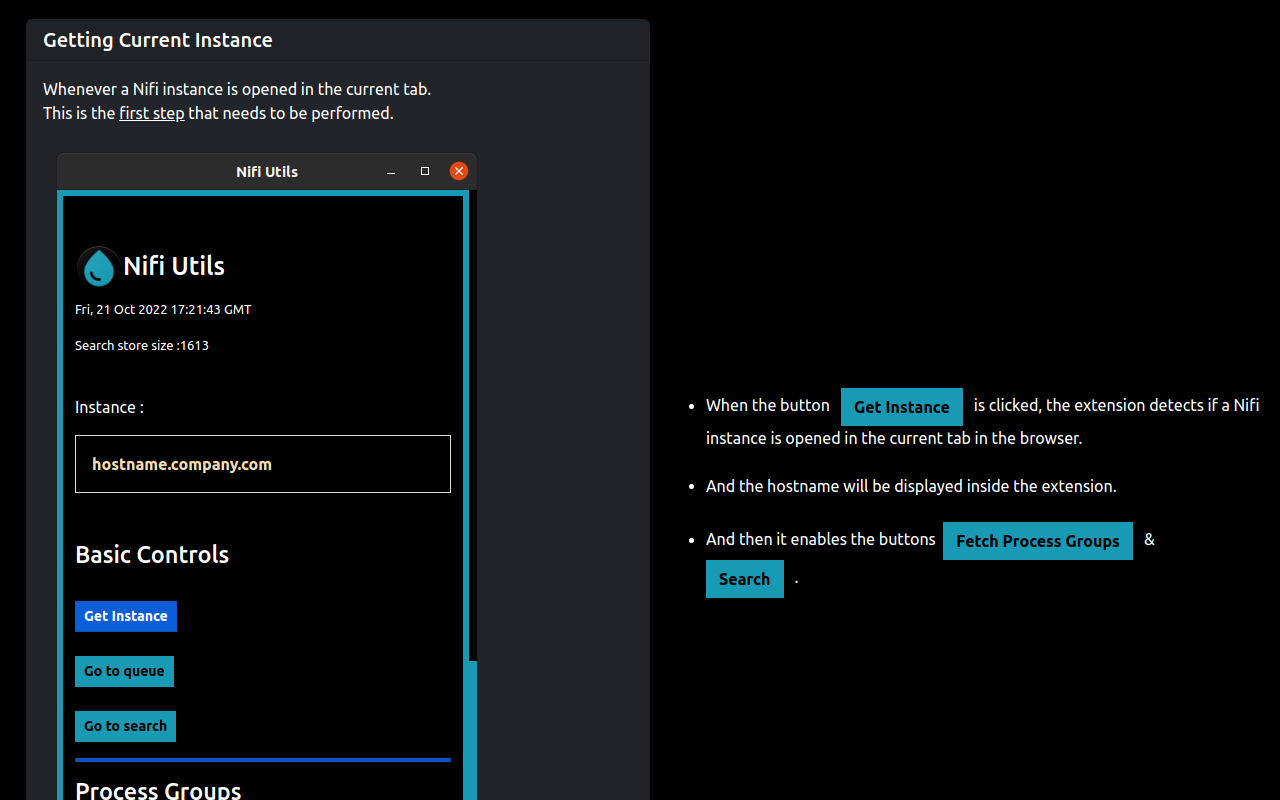 Getting Current Instance
Whenever a Nifi instance is opened in the current tab.
This is the first step that needs to be performed.
Nifi Utils
Nifi Utils
Fri, 21 Oct 2022 17:21:43 GMT
Search store size :1613
Instance :
hostname.company.com
Basic Controls
Get Instance
Go to queue
Go to search
Process Groups
When the button Get Instance is clicked, the extension detects if a Nifi
instance is opened in the current tab in the browser.
And the hostname will be displayed inside the extension.
And then it enables the buttons Fetch Process Groups &
Search .